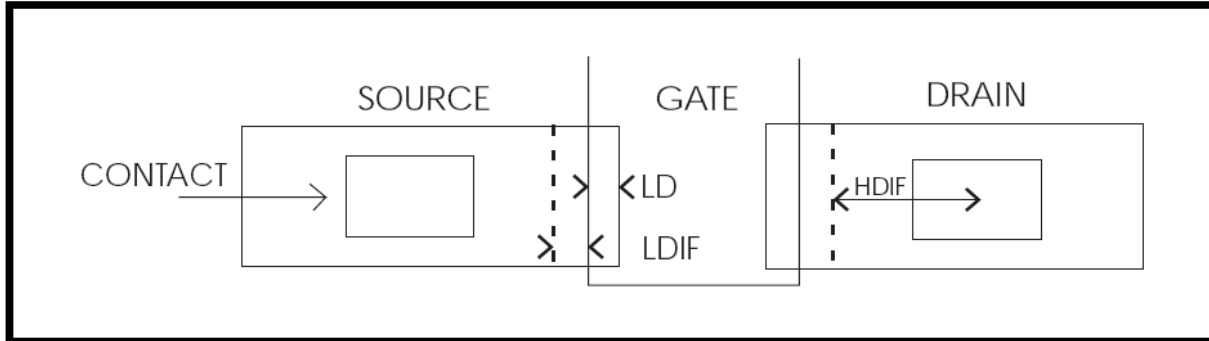 SOURCE
GATE
DRAIN
CONTACT
LD
HDIF
LDIF